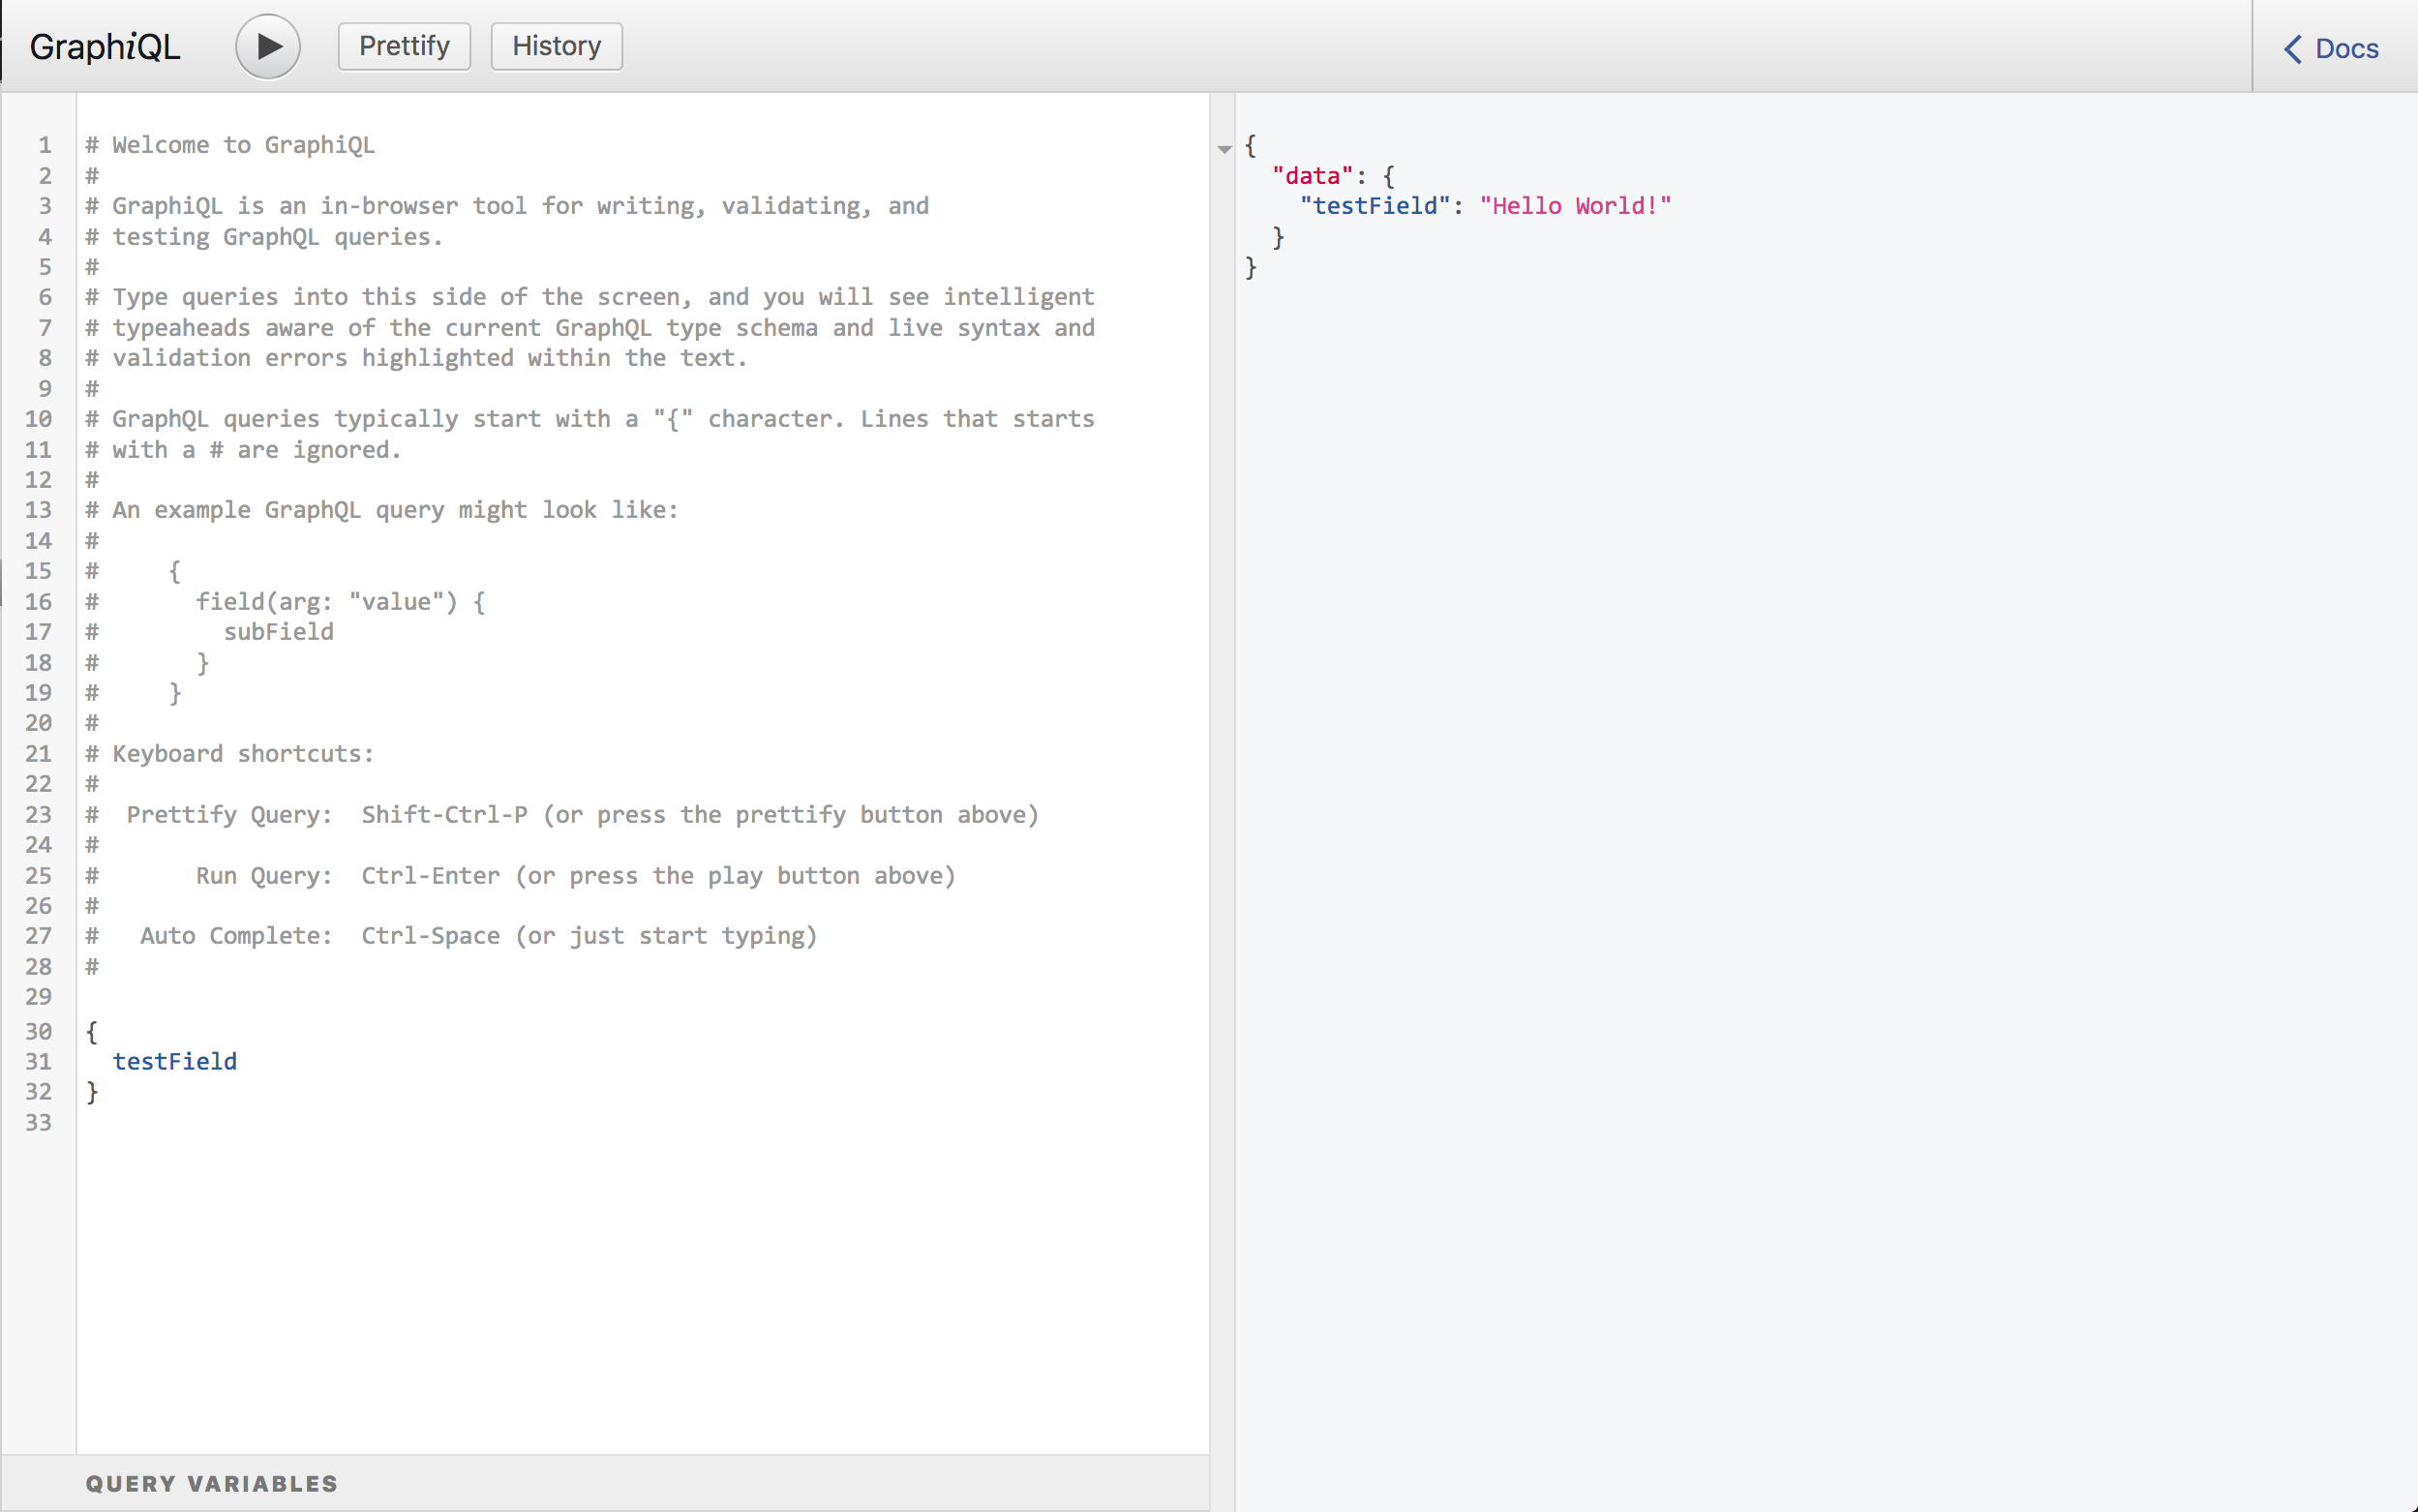 GraphiQL
Prettify
History
Docs
1 # Welcome to GraphiQL
2 #
3 # GraphiQL is an in-browser tool for writing, validating, and
4 # testing GraphQL queries.
5 #
6 # Type queries into this side of the screen, and you will see intelligent
7 # typeaheads aware of the current GraphQL type schema and live syntax and
8 # validation errors highlighted within the text.
9 #
10 # GraphQL queries typically start with a "{" character. Lines that starts
11 # with a # are ignored.
12 #
13 # An example GraphQL query might look like:
14 #
15 #     {
16 #       field(arg: "value") {
17 #         subField
18 #       }
19 #     }
20 #
21 # Keyboard shortcuts:
22 #
23 #  Prettify Query:  Shift-Ctrl-P (or press the prettify button above)
24 #
25 #       Run Query:  Ctrl-Enter (or press the play button above)
26 #
27 #   Auto Complete:  Ctrl-Space (or just start typing)
28 #
29
30 {
31   testField
32 }
33
QUERY VARIABLES
{
  "data": {
    "testField": "Hello World!"
  }
}